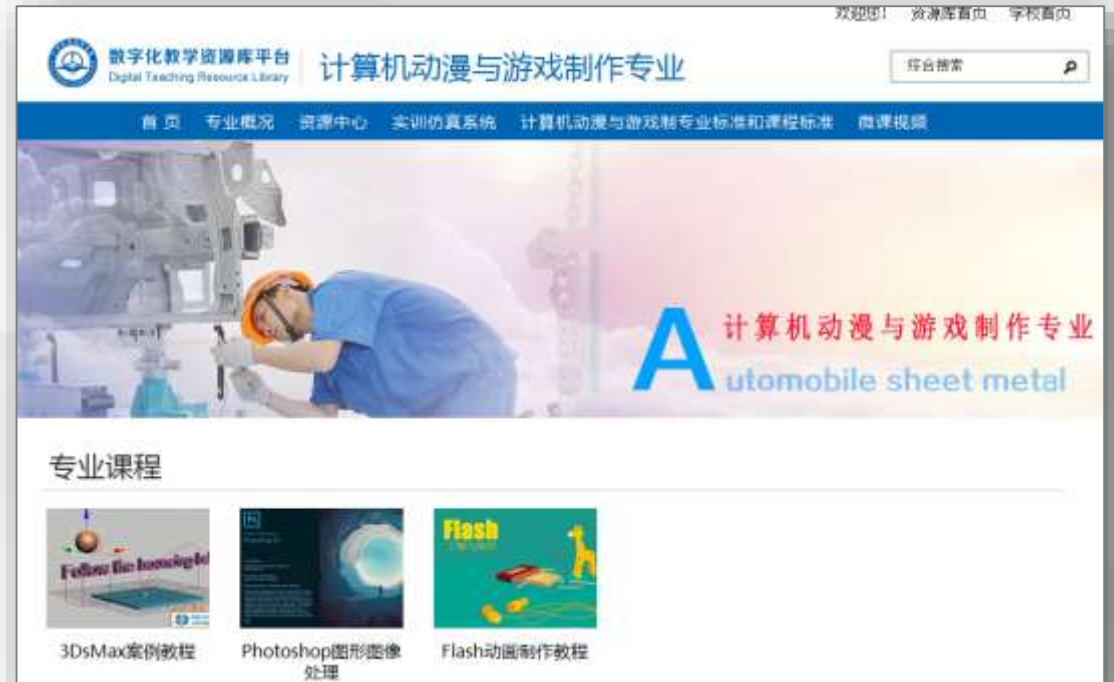 欢迎您! 资源库首页 学校首页
数字化教学资源库平台
Digital Teaching Resource Library
计算机动漫与游戏制作专业
综合搜索
首页 专业概况 资源中心 实训仿真系统 计算机动漫与游戏制专业标准和课程标准 微课视频
计算机动漫与游戏制作专业
Automobile sheet metal
专业课程
Follow the
Ps
Flash
3DsMax案例教程
Photoshop图形图像
处理
Flash动画制作教程